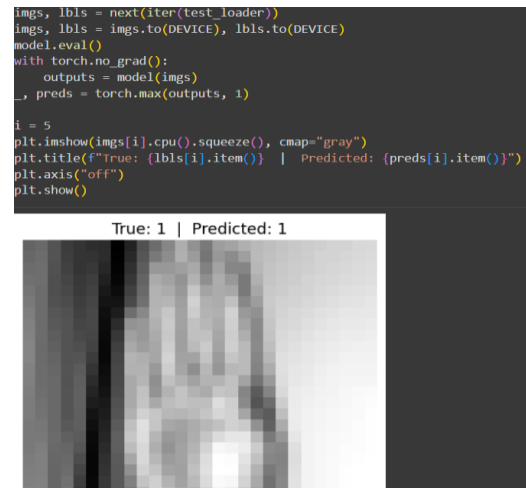 imgs, lbls = next(iter(test_loader))
imgs, lbls = imgs.to(DEVICE), lbls.to(DEVICE)
model.eval()
with torch.no_grad():
    outputs = model(imgs)
_, preds = torch.max(outputs, 1)
i = 5
plt.imshow(imgs[i].cpu().squeeze(), cmap="gray")
plt.title(f"True: {lbls[i].item()}  |  Predicted: {preds[i].item()}")
plt.axis("off")
plt.show()
True: 1 | Predicted: 1